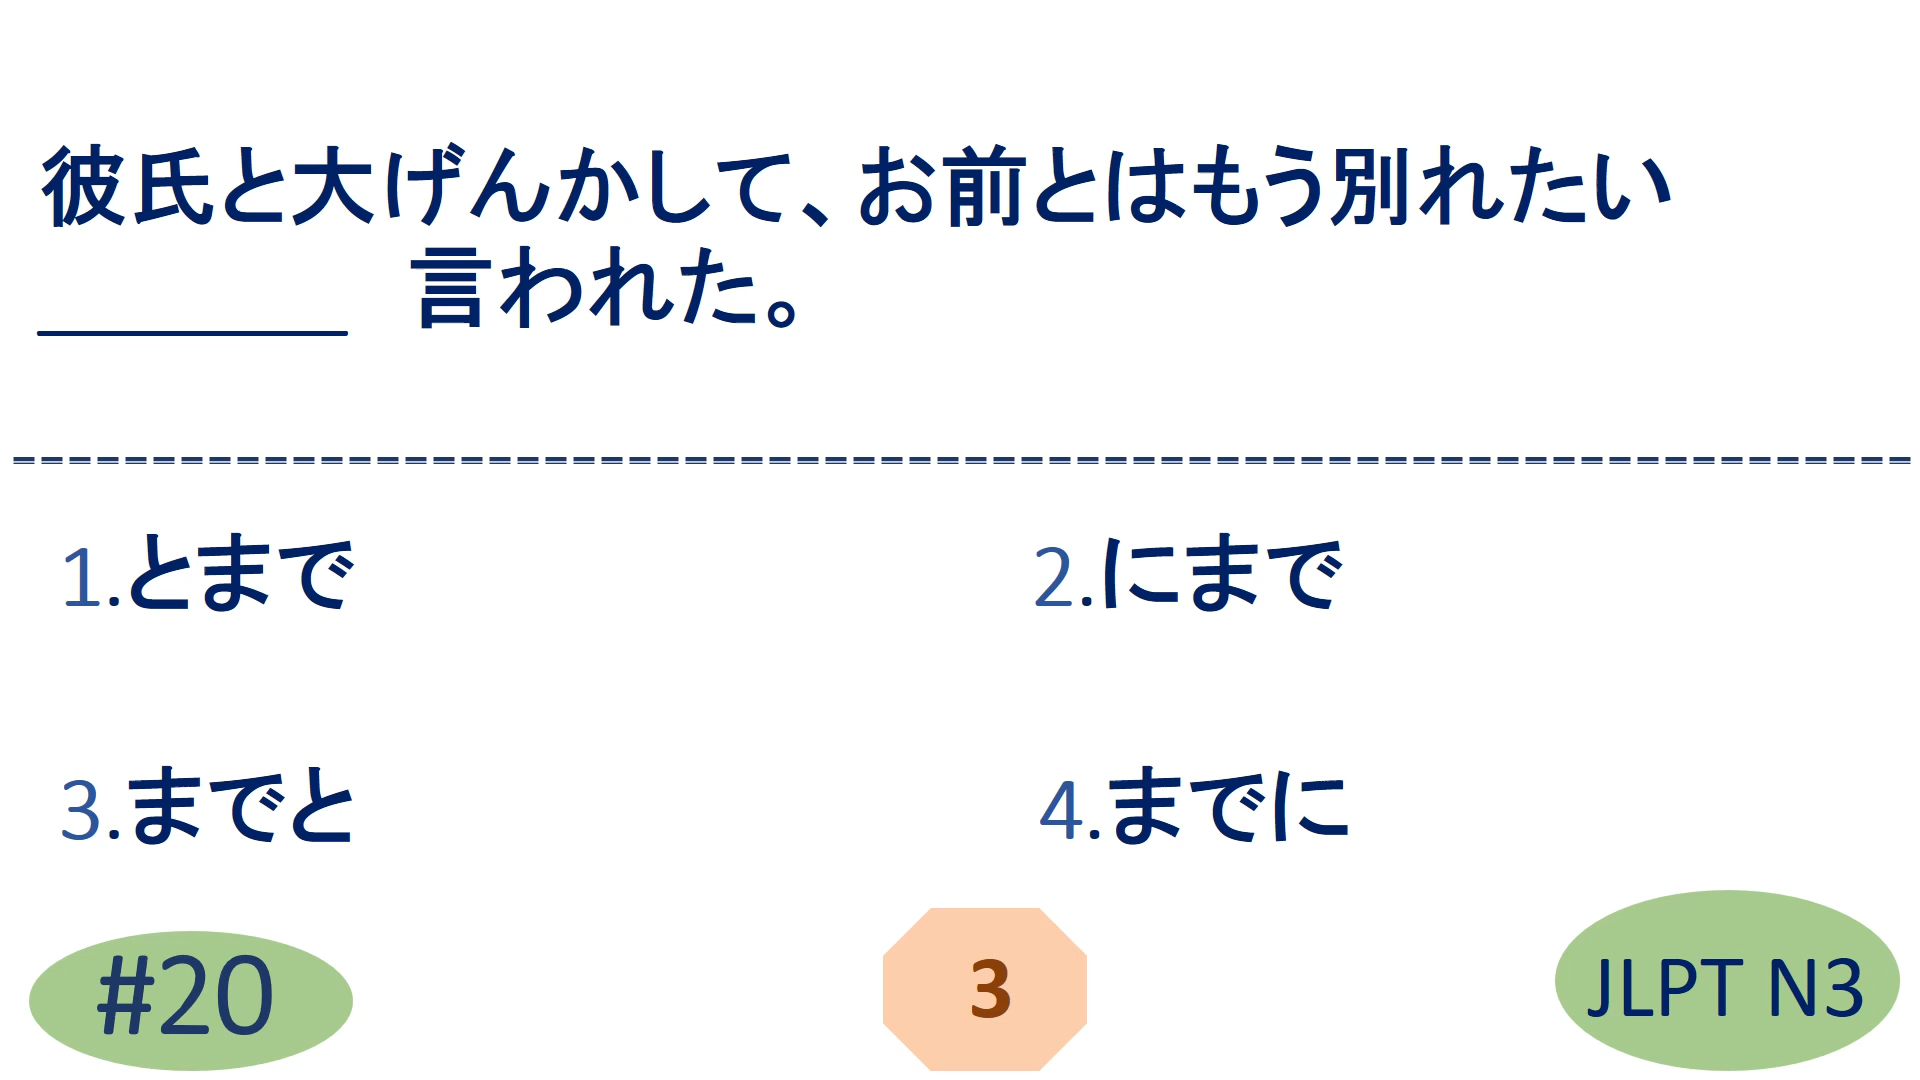 彼氏と大げんかして、お前とはもう別れたい
＿＿＿＿ 言われた。
1.とまで
2.にまで
3.までと
4.までに
#20
3
JLPT N3